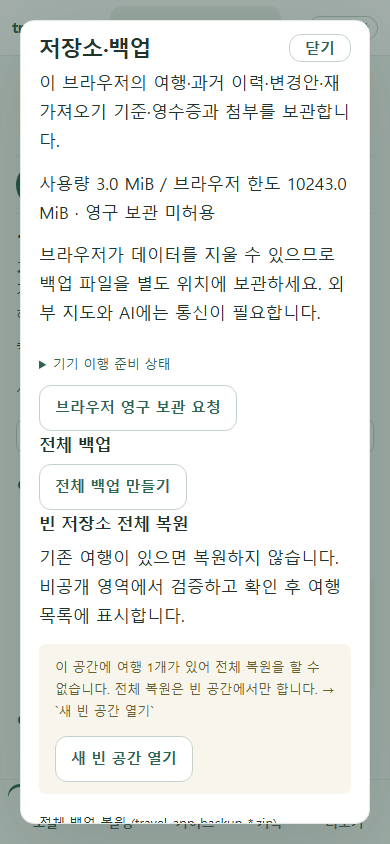 저장소·백업
닫기
이 브라우저의 여행·과거 이력·변경안·재
가져오기 기준·영수증과 첨부를 보관합니
다.
사용량 3.0 MiB / 브라우저 한도 10243.0
MiB · 영구 보관 미허용
브라우저가 데이터를 지울 수 있으므로
백업 파일을 별도 위치에 보관하세요. 외
부 지도와 AI에는 통신이 필요합니다.
▶ 기기 이행 준비 상태
브라우저 영구 보관 요청
전체 백업
전체 백업 만들기
빈 저장소 전체 복원
기존 여행이 있으면 복원하지 않습니다.
비공개 영역에서 검증하고 확인 후 여행
목록에 표시합니다.
이 공간에 여행 1개가 있어 전체 복원을 할 수
없습니다. 전체 복원은 빈 공간에서만 합니다. →
`새 빈 공간 열기`
새 빈 공간 열기
전체 백업 복원 (travel-app-backup-*.zip)